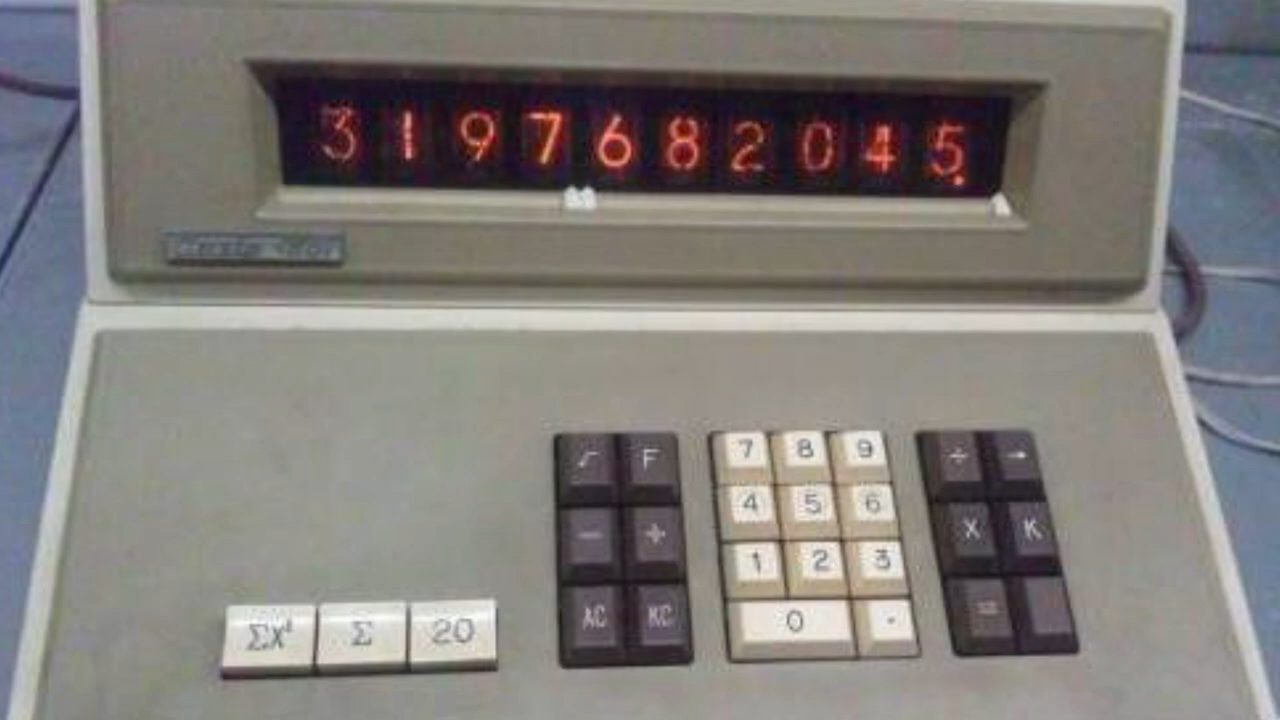 3197682045.
√ F 7 8 9 ÷ →
- + 4 5 6 X K
1 2 3
ΣX² Σ 20 AC KC 0 . =